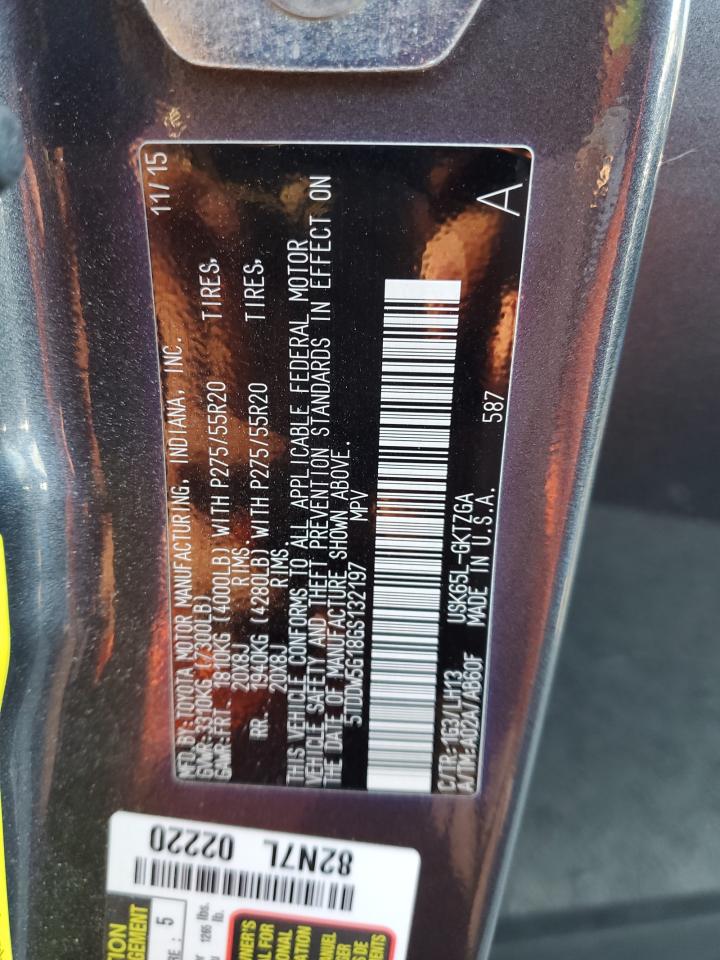 MFD. BY: TOYOTA MOTOR MANUFACTURING, INDIANA, INC. 11/15
GVWR: 3310KG (7300LB)
GAWR: FRT. 1810KG (4000LB) WITH P275/55R20 TIRES,
20X8J RIMS.
RR. 1940KG (4280LB) WITH P275/55R20 TIRES,
20X8J RIMS
THIS VEHICLE CONFORMS TO ALL APPLICABLE FEDERAL MOTOR
VEHICLE SAFETY AND THEFT PREVENTION STANDARDS IN EFFECT ON
THE DATE OF MANUFACTURE SHOWN ABOVE.
5TDDW5G18GS132197 MPV
A
C/TR: 1G3/LH13 USK65L-GKTZGA
A/TM: A02A/AB60F MADE IN U.S.A. 587
82N7L 02220
5
1265 lbs.